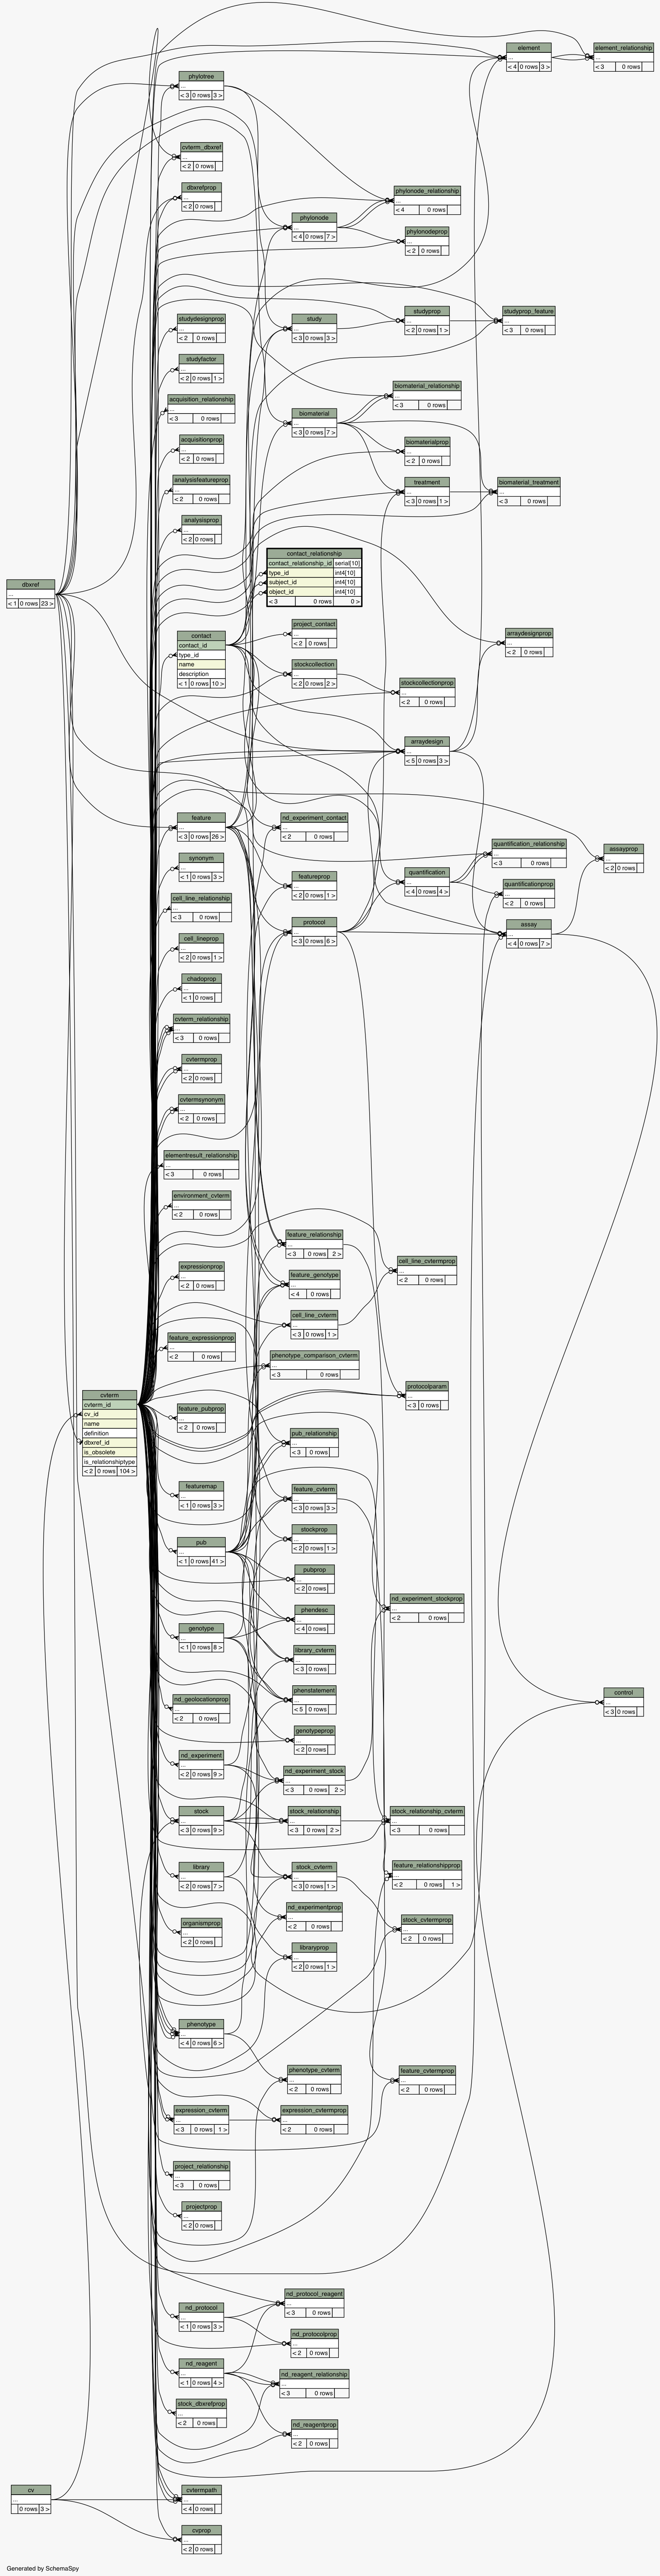 element
...
< 4 0 rows 3 >
element_relationship
...
< 3 0 rows
phylotree
...
< 3 0 rows 3 >
cvterm_dbxref
...
< 2 0 rows
dbxrefprop
...
< 2 0 rows
phylonode_relationship
...
< 4 0 rows
phylonode
...
< 4 0 rows 7 >
phylonodeprop
...
< 2 0 rows
studydesignprop
...
< 2 0 rows
study
...
< 3 0 rows 3 >
studyprop
...
< 2 0 rows 1 >
studyprop_feature
...
< 3 0 rows
studyfactor
...
< 2 0 rows 1 >
acquisition_relationship
...
< 3 0 rows
biomaterial_relationship
...
< 3 0 rows
biomaterial
...
< 3 0 rows 7 >
acquisitionprop
...
< 2 0 rows
biomaterialprop
...
< 2 0 rows
analysisfeatureprop
...
< 2 0 rows
treatment
...
< 3 0 rows 1 >
biomaterial_treatment
...
< 3 0 rows
analysisprop
...
< 2 0 rows
contact_relationship
contact_relationship_id serial[10]
type_id int4[10]
subject_id int4[10]
object_id int4[10]
< 3 0 rows 0 >
dbxref
...
< 1 0 rows 23 >
contact
contact_id
type_id
name
description
< 1 0 rows 10 >
project_contact
...
< 2 0 rows
arraydesignprop
...
< 2 0 rows
stockcollection
...
< 2 0 rows 2 >
stockcollectionprop
...
< 2 0 rows
arraydesign
...
< 5 0 rows 3 >
feature
...
< 3 0 rows 26 >
nd_experiment_contact
...
< 2 0 rows
quantification_relationship
...
< 3 0 rows
assayprop
...
< 2 0 rows
synonym
...
< 1 0 rows 3 >
featureprop
...
< 2 0 rows 1 >
quantification
...
< 4 0 rows 4 >
quantificationprop
...
< 2 0 rows
cell_line_relationship
...
< 3 0 rows
protocol
...
< 3 0 rows 6 >
assay
...
< 4 0 rows 7 >
cell_lineprop
...
< 2 0 rows 1 >
chadoprop
...
< 1 0 rows
cvterm_relationship
...
< 3 0 rows
cvtermprop
...
< 2 0 rows
cvtermsynonym
...
< 2 0 rows
elementresult_relationship
...
< 3 0 rows
environment_cvterm
...
< 2 0 rows
feature_relationship
...
< 3 0 rows 2 >
cell_line_cvtermprop
...
< 2 0 rows
expressionprop
...
< 2 0 rows
feature_genotype
...
< 4 0 rows
cell_line_cvterm
...
< 3 0 rows 1 >
feature_expressionprop
...
< 2 0 rows
phenotype_comparison_cvterm
...
< 3 0 rows
protocolparam
...
< 3 0 rows
cvterm
cvterm_id
cv_id
name
definition
dbxref_id
is_obsolete
is_relationshiptype
< 2 0 rows 104 >
feature_pubprop
...
< 2 0 rows
pub_relationship
...
< 3 0 rows
featuremap
...
< 1 0 rows 3 >
feature_cvterm
...
< 3 0 rows 3 >
pub
...
< 1 0 rows 41 >
stockprop
...
< 2 0 rows 1 >
pubprop
...
< 2 0 rows
nd_experiment_stockprop
...
< 2 0 rows
phendesc
...
< 4 0 rows
genotype
...
< 1 0 rows 8 >
library_cvterm
...
< 3 0 rows
nd_geolocationprop
...
< 2 0 rows
phenstatement
...
< 5 0 rows
control
...
< 3 0 rows
genotypeprop
...
< 2 0 rows
nd_experiment
...
< 2 0 rows 9 >
nd_experiment_stock
...
< 3 0 rows 2 >
stock
...
< 3 0 rows 9 >
stock_relationship
...
< 3 0 rows 2 >
stock_relationship_cvterm
...
< 3 0 rows
library
...
< 2 0 rows 7 >
stock_cvterm
...
< 3 0 rows 1 >
feature_relationshipprop
...
< 2 0 rows 1 >
organismprop
...
< 2 0 rows
nd_experimentprop
...
< 2 0 rows
stock_cvtermprop
...
< 2 0 rows
libraryprop
...
< 2 0 rows 1 >
phenotype
...
< 4 0 rows 6 >
phenotype_cvterm
...
< 2 0 rows
feature_cvtermprop
...
< 2 0 rows
expression_cvterm
...
< 3 0 rows 1 >
expression_cvtermprop
...
< 2 0 rows
project_relationship
...
< 3 0 rows
projectprop
...
< 2 0 rows
nd_protocol_reagent
...
< 3 0 rows
nd_protocol
...
< 1 0 rows 3 >
nd_protocolprop
...
< 2 0 rows
nd_reagent
...
< 1 0 rows 4 >
nd_reagent_relationship
...
< 3 0 rows
stock_dbxrefprop
...
< 2 0 rows
nd_reagentprop
...
< 2 0 rows
cv
...
0 rows 3 >
cvtermpath
...
< 4 0 rows
cvprop
...
< 2 0 rows
Generated by SchemaSpy